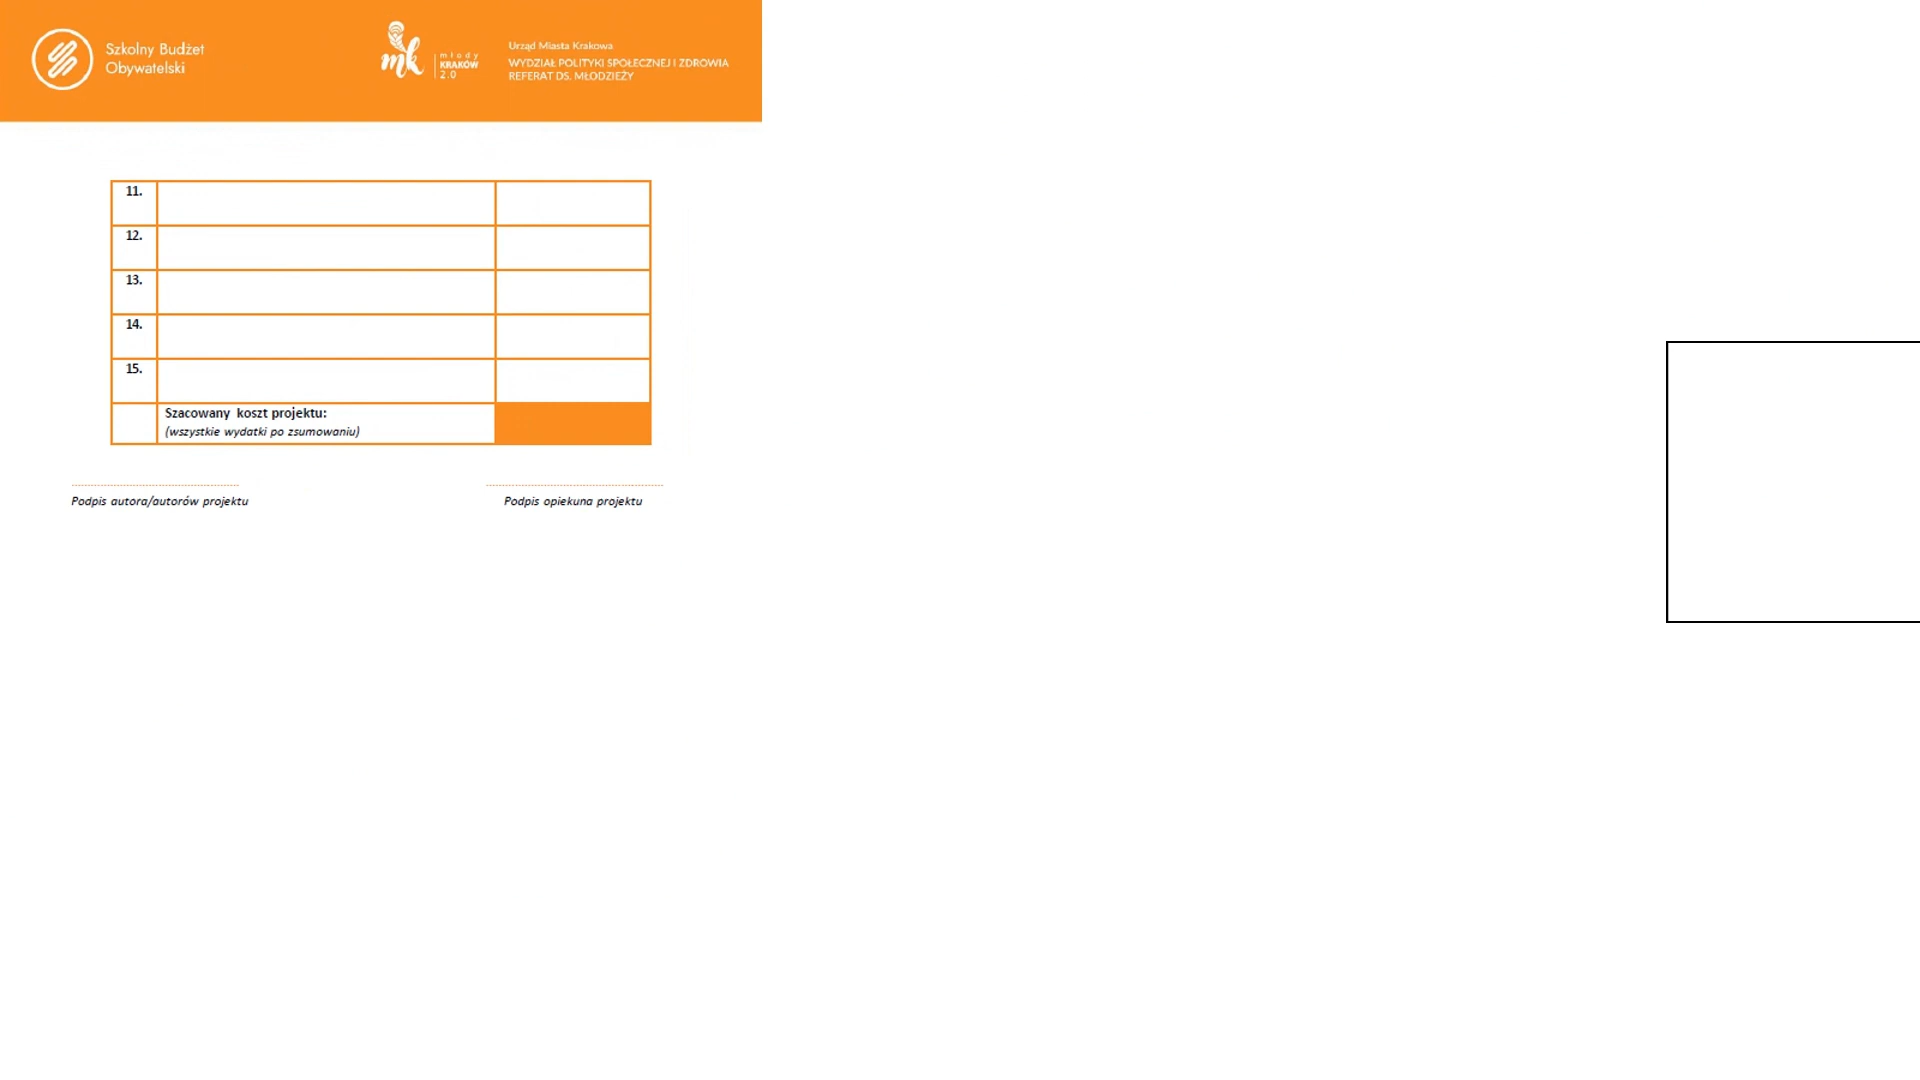 Szkolny Budżet
Obywatelski
mk
młody
KRAKÓW
2.0
Urząd Miasta Krakowa
WYDZIAŁ POLITYKI SPOŁECZNEJ I ZDROWIA
REFERAT DS. MŁODZIEŻY
11.
12.
13.
14.
15.
Szacowany koszt projektu:
(wszystkie wydatki po zsumowaniu)
Podpis autora/autorów projektu
Podpis opiekuna projektu